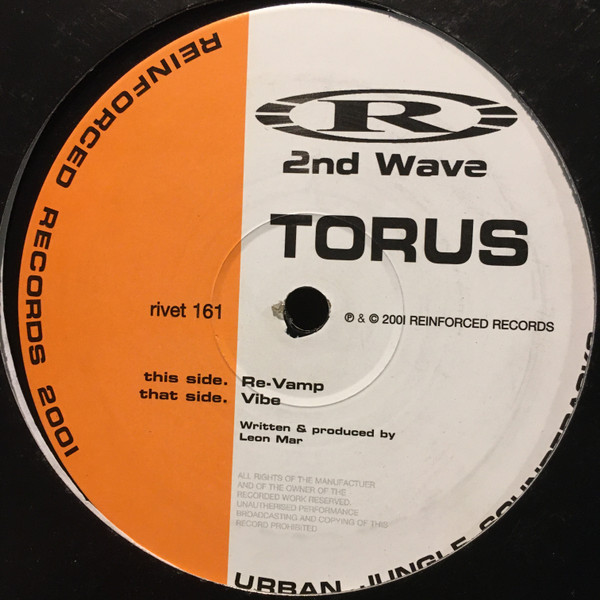 REINFORCED RECORDS 2001
R
2nd Wave
TORUS
rivet 161
℗ & © 2001 REINFORCED RECORDS
this side. Re-Vamp
that side. Vibe
Written & produced by
Leon Mar
ALL RIGHTS OF THE MANUFACTUER
AND OF THE OWNER OF THE
RECORDED WORK RESERVED.
UNAUTHORISED PERFORMANCE
BROADCASTING AND COPYING OF THIS
RECORD PROHIBITED
URBAN JUNGLE SOUNDTRACKS